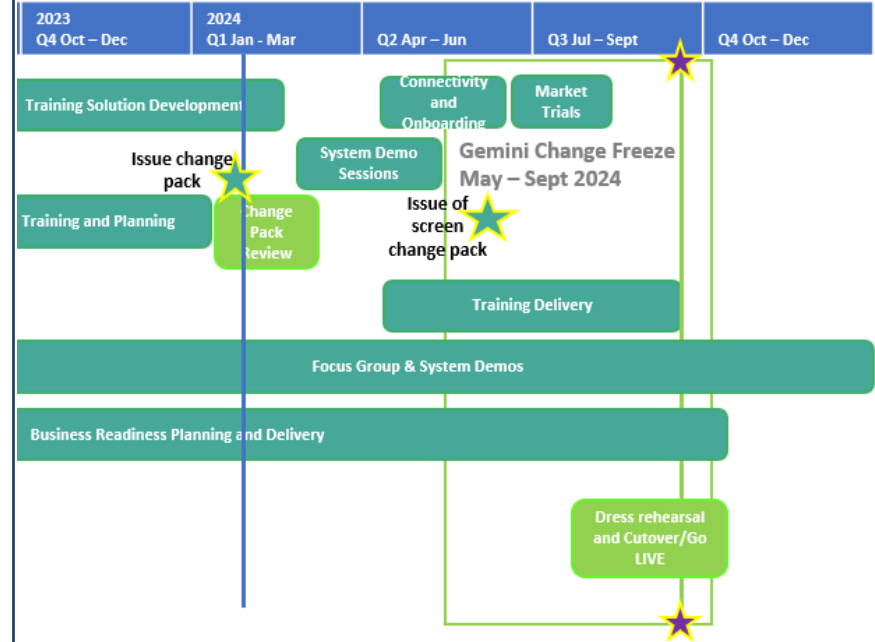 2023
Q4 Oct – Dec
2024
Q1 Jan - Mar
Q2 Apr – Jun
Q3 Jul – Sept
Q4 Oct – Dec
Training Solution Development
Connectivity
and
Onboarding
Market
Trials
Issue change
pack
System Demo
Sessions
Gemini Change Freeze
May – Sept 2024
Training and Planning
Change
Pack
Review
Issue of
screen
change pack
Training Delivery
Focus Group & System Demos
Business Readiness Planning and Delivery
Dress rehearsal
and Cutover/Go
LIVE